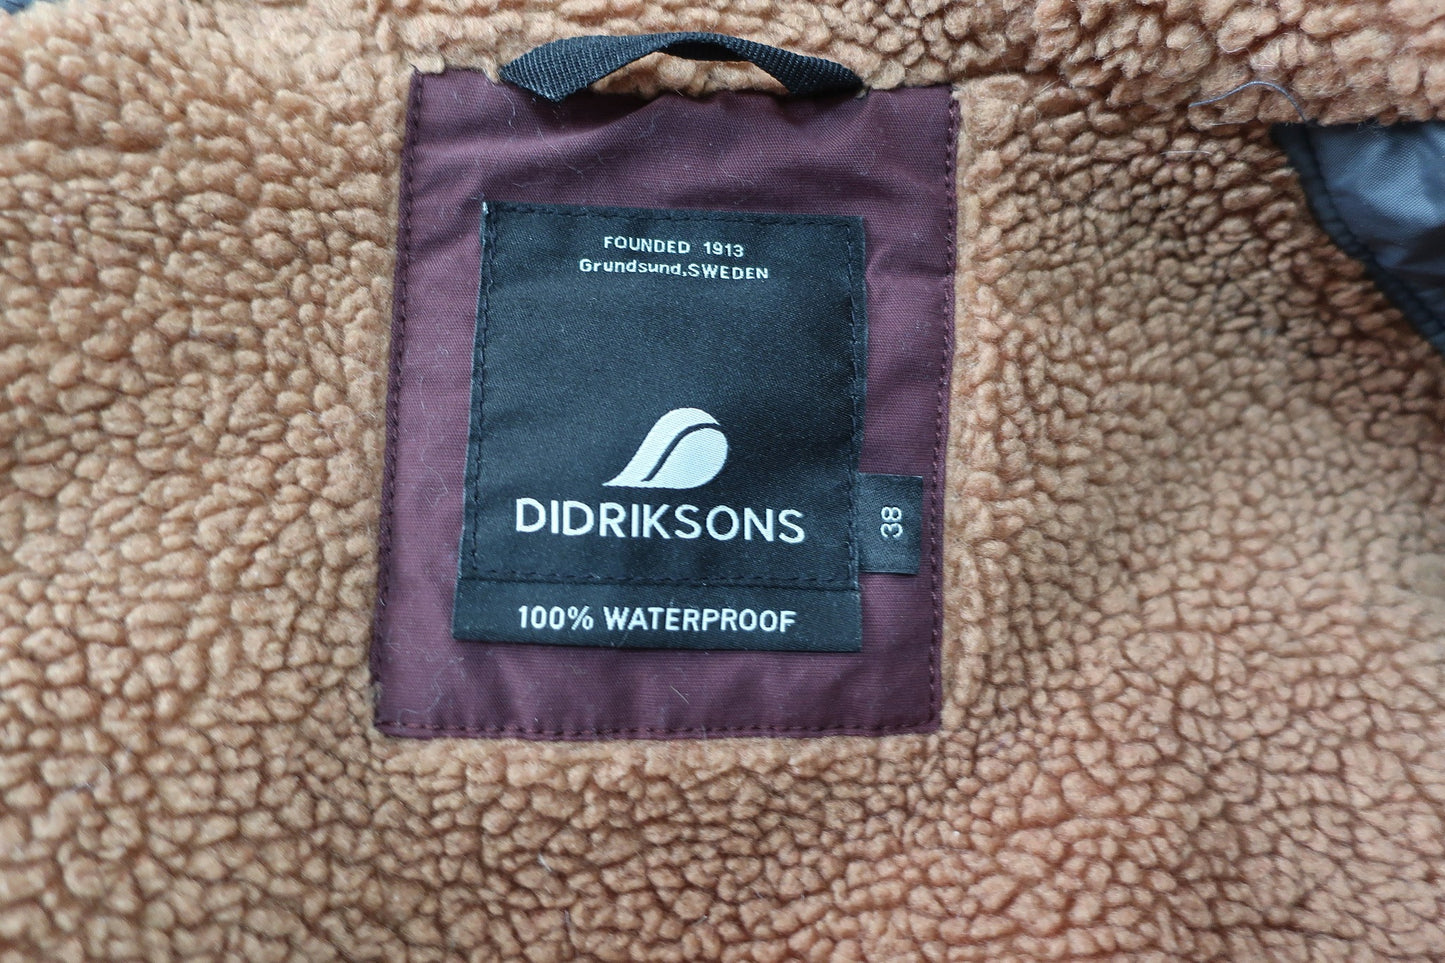 FOUNDED 1913
Grundsund,SWEDEN
DIDRIKSONS
38
100% WATERPROOF